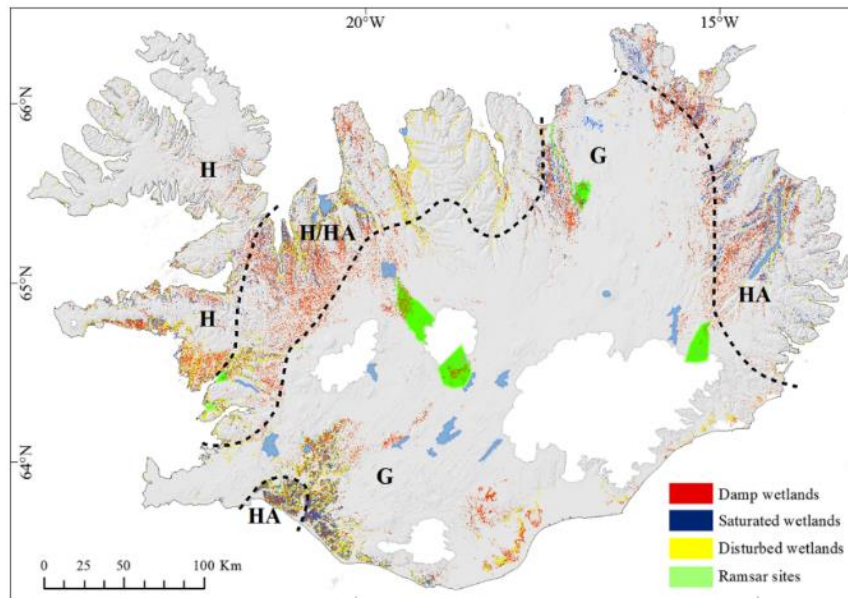 20°W 15°W
66°N
H
G
H/HA
65°N
H
HA
64°N
G
HA
Damp wetlands
Saturated wetlands
Disturbed wetlands
Ramsar sites
0 25 50 75 100 Km